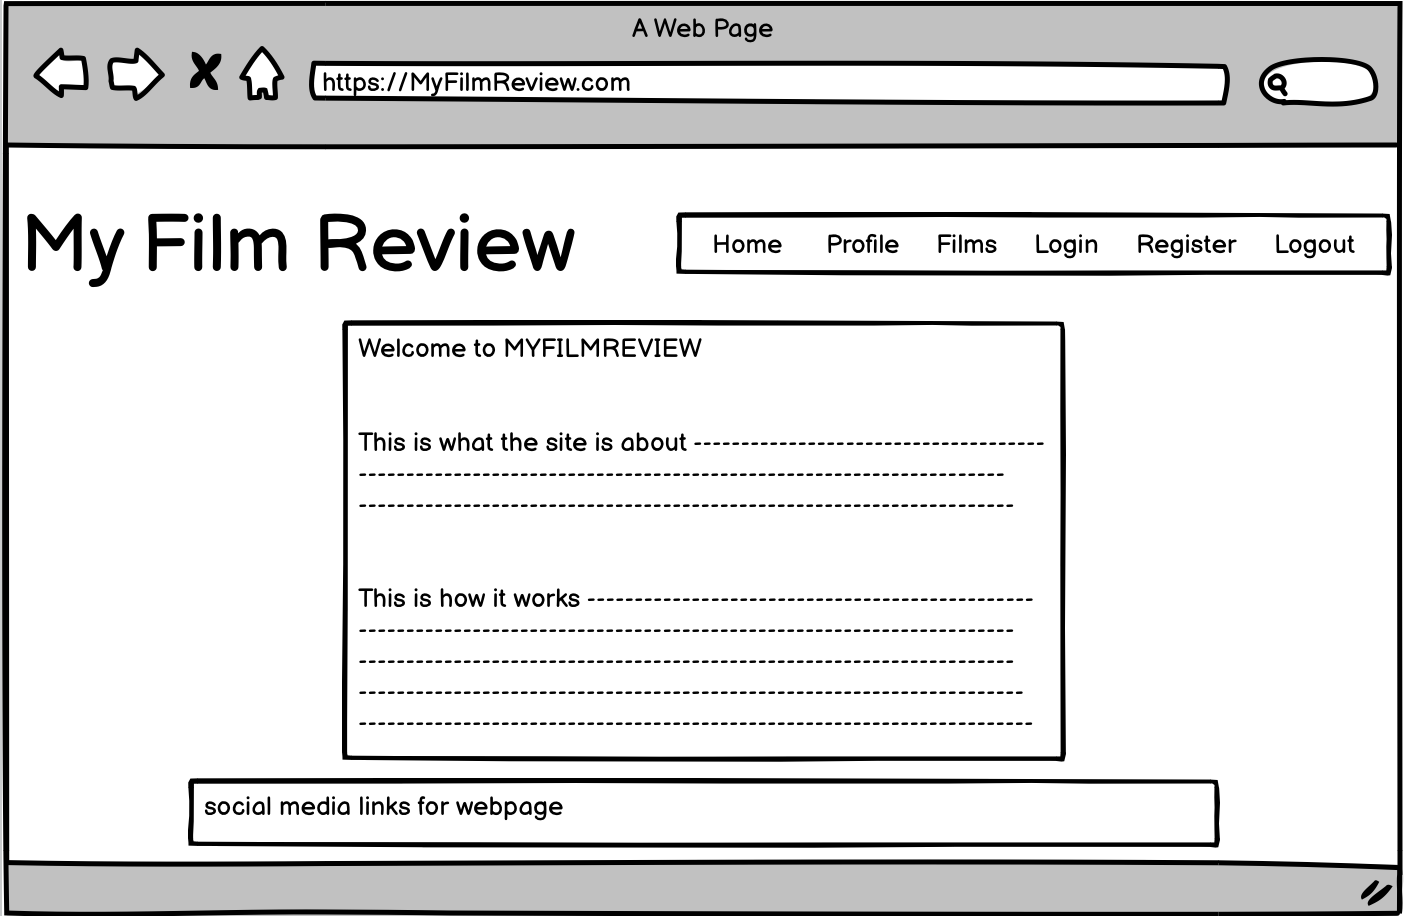 A Web Page
https://MyFilmReview.com
My Film Review
Home Profile Films Login Register Logout
Welcome to MYFILMREVIEW
This is what the site is about -------------------------------------
--------------------------------------------------------------------
---------------------------------------------------------------------
This is how it works -----------------------------------------------
---------------------------------------------------------------------
---------------------------------------------------------------------
----------------------------------------------------------------------
-----------------------------------------------------------------------
social media links for webpage